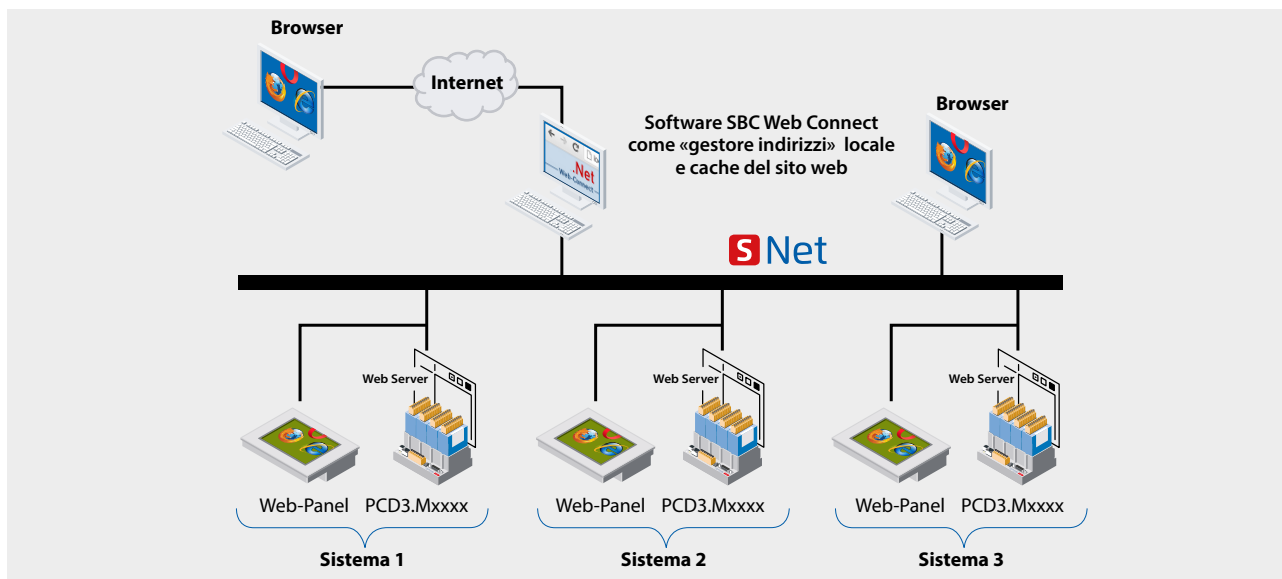 Browser
Internet
Browser
Software SBC Web Connect
come «gestore indirizzi» locale
e cache del sito web
.Net
Web-Connect
S Net
Web Server
Web Server
Web Server
Web-Panel PCD3.Mxxxx
Web-Panel PCD3.Mxxxx
Web-Panel PCD3.Mxxxx
Sistema 1
Sistema 2
Sistema 3